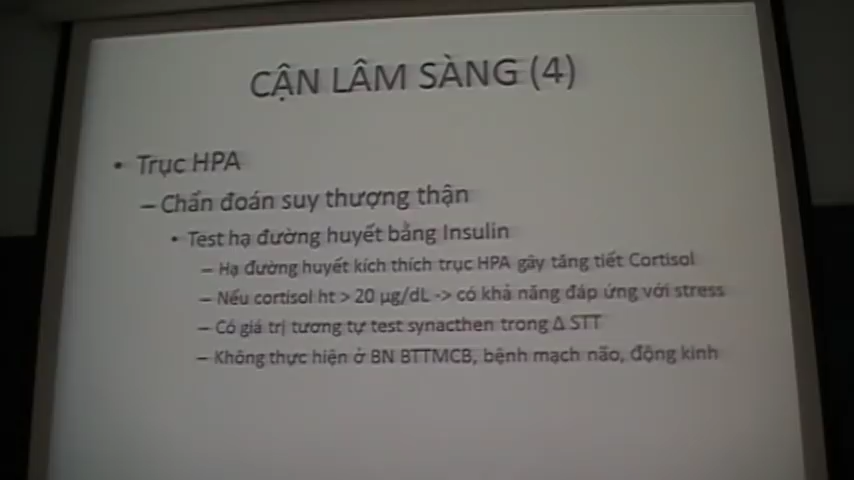 CẬN LÂM SÀNG (4)
• Trục HPA
– Chẩn đoán suy thượng thận
• Test hạ đường huyết bằng Insulin
– Hạ đường huyết kích thích trục HPA gây tăng tiết Cortisol
– Nếu cortisol ht > 20 µg/dL -> có khả năng đáp ứng với stress
– Có giá trị tương tự test synacthen trong Δ STT
– Không thực hiện ở BN BTTMCB, bệnh mạch não, động kinh